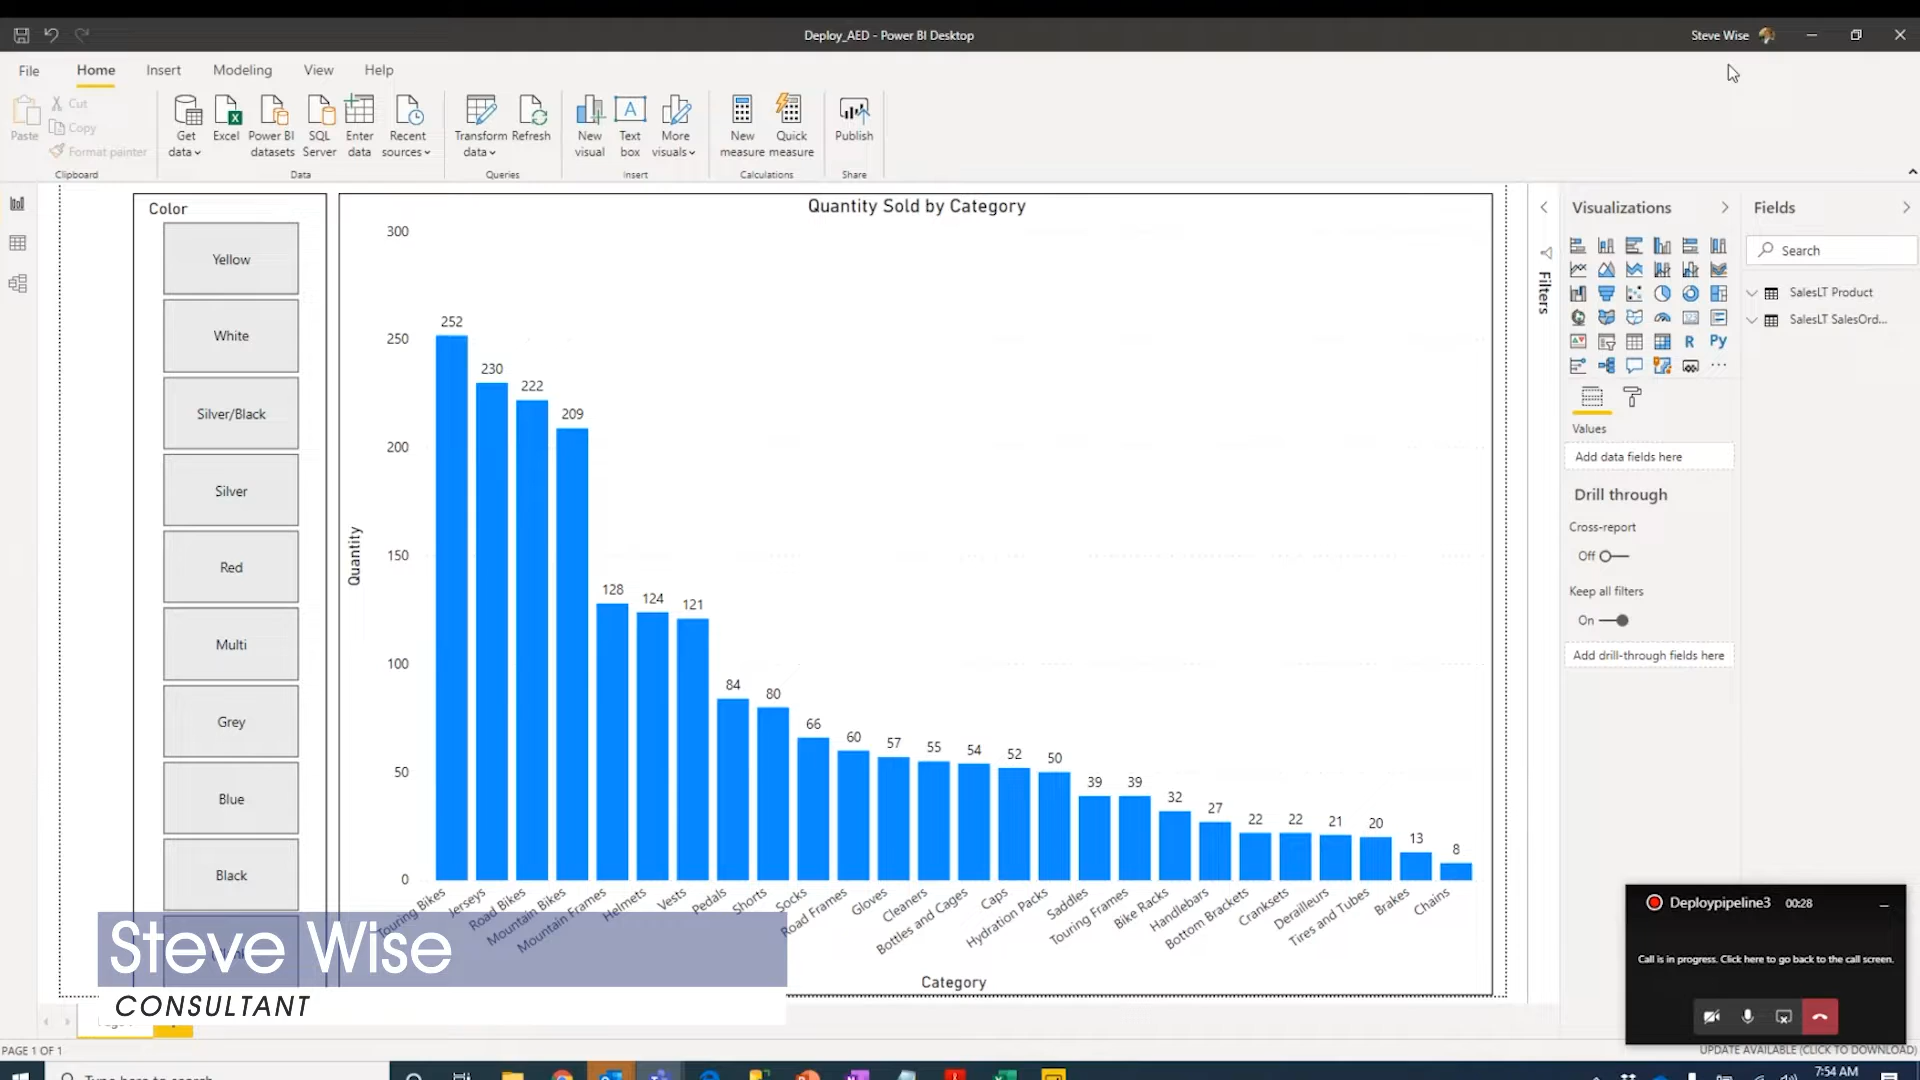 Deploy_AED - Power BI Desktop
Steve Wise
File Home Insert Modeling View Help
Paste
Cut
Copy
Format painter
Clipboard
Get data
Excel
Power BI datasets
SQL Server
Enter data
Recent sources
Data
Transform data
Refresh
Queries
New visual
Text box
More visuals
Insert
New measure
Quick measure
Calculations
Publish
Share
Color
Yellow
White
Silver/Black
Silver
Red
Multi
Grey
Blue
Black
Quantity Sold by Category
300
250
200
150
100
50
0
Quantity
252
230
222
209
128
124
121
84
80
66
60
57
55
54
52
50
39
39
32
27
22
22
21
20
13
8
Touring Bikes
Jerseys
Road Bikes
Mountain Bikes
Mountain Frames
Helmets
Vests
Pedals
Shorts
Socks
Road Frames
Gloves
Cleaners
Bottles and Cages
Caps
Hydration Packs
Saddles
Touring Frames
Bike Racks
Handlebars
Bottom Brackets
Cranksets
Derailleurs
Tires and Tubes
Brakes
Chains
Category
Filters
Visualizations
R
Py
Values
Add data fields here
Drill through
Cross-report
Off
Keep all filters
On
Add drill-through fields here
Fields
Search
SalesLT Product
SalesLT SalesOrd...
Steve Wise
CONSULTANT
Deploypipeline3 00:28
Call is in progress. Click here to go back to the call screen.
PAGE 1 OF 1
UPDATE AVAILABLE (CLICK TO DOWNLOAD)
Type here to search
7:54 AM